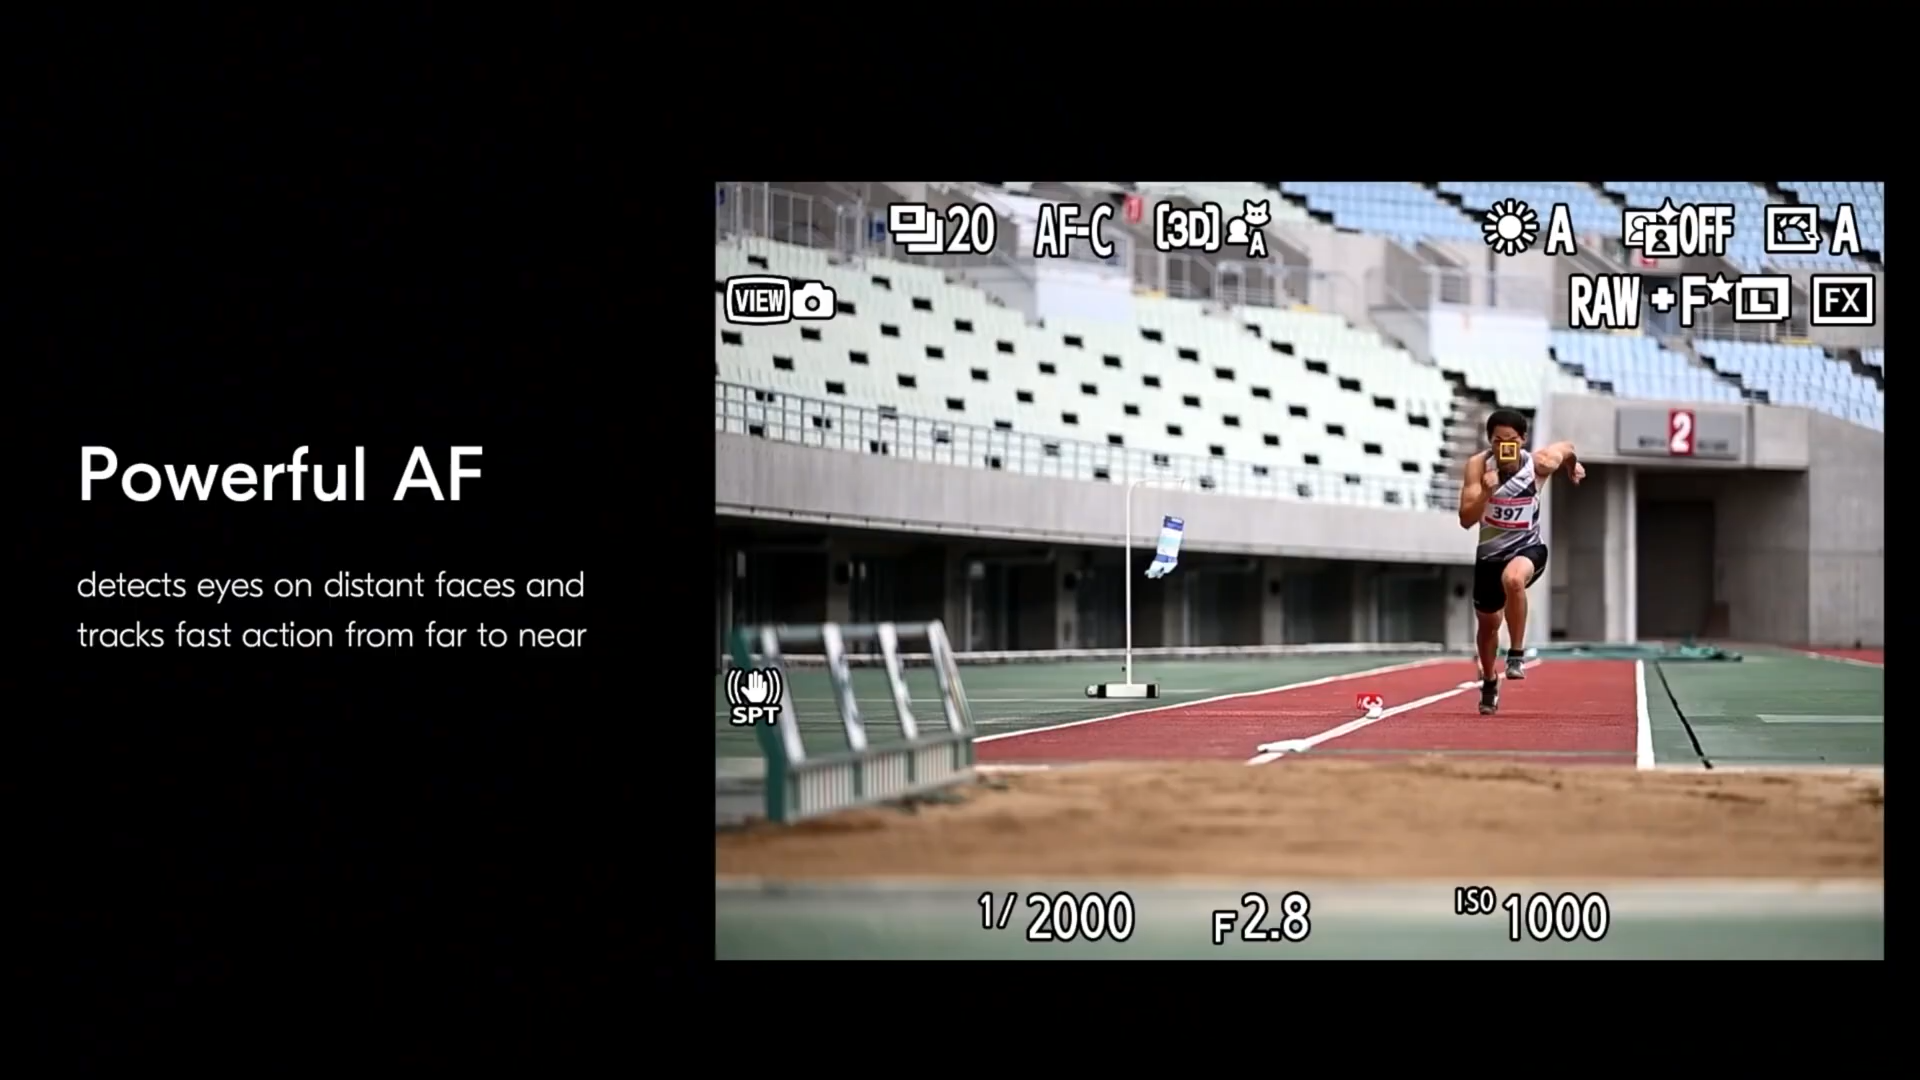 Powerful AF
detects eyes on distant faces and
tracks fast action from far to near
20 AF-C [3D] A A OFF A
VIEW RAW + F★ L FX
2
397
SPT
3
1/2000 F2.8 ISO 1000